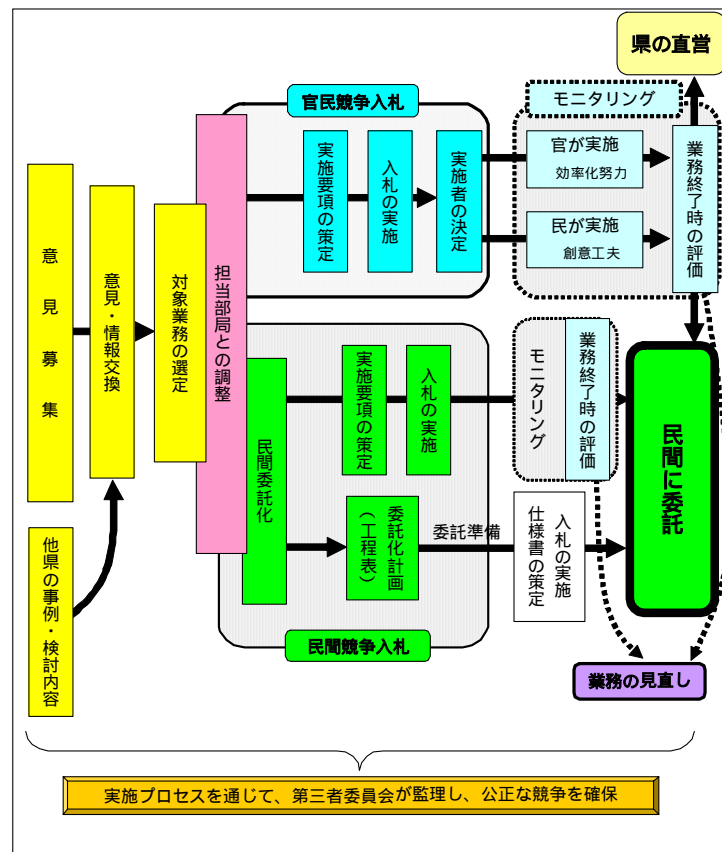 県の直営
官民競争入札
モニタリング
意見募集
他県の事例・検討内容
意見・情報交換
対象業務の選定
担当部局との調整
実施要項の策定
入札の実施
実施者の決定
官が実施
効率化努力
民が実施
創意工夫
業務終了時の評価
民間委託化
実施要項の策定
入札の実施
モニタリング
業務終了時の評価
委託化計画
(工程表)
委託準備
入札の実施
仕様書の策定
民間に委託
民間競争入札
業務の見直し
実施プロセスを通じて、第三者委員会が監理し、公正な競争を確保